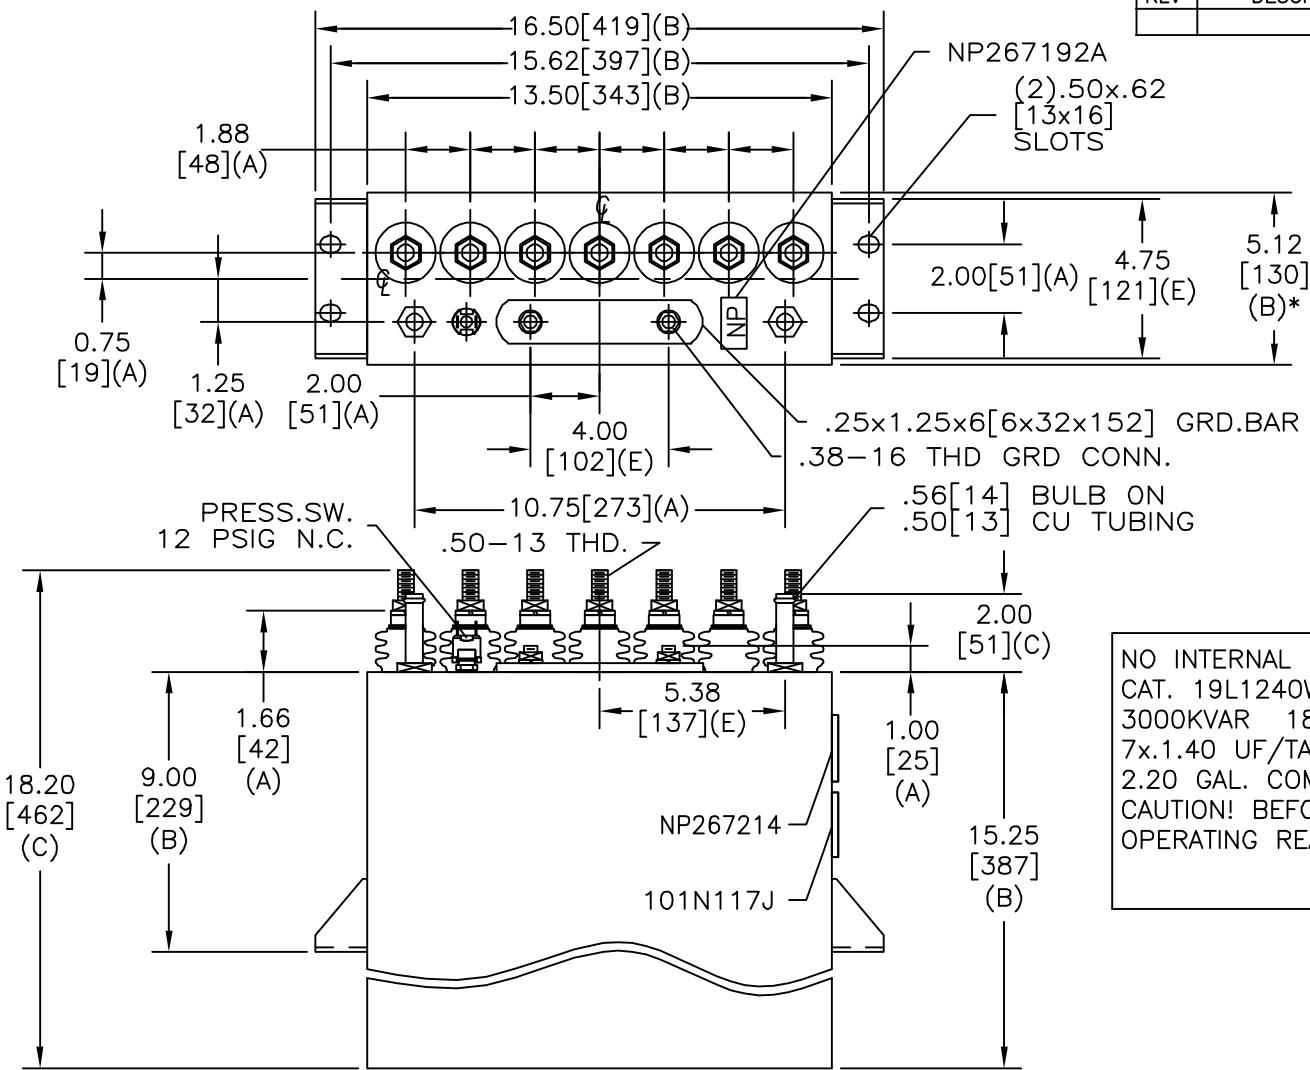 16.50[419](B)
15.62[397](B)
13.50[343](B)
NP267192A
(2).50x.62
[13x16]
SLOTS
1.88
[48](A)
℄
℄
2.00[51](A)
4.75
[121](E)
5.12
[130]
(B)*
NP
0.75
[19](A)
1.25
[32](A)
2.00
[51](A)
4.00
[102](E)
.25x1.25x6[6x32x152] GRD.BAR
.38-16 THD GRD CONN.
10.75[273](A)
.56[14] BULB ON
.50[13] CU TUBING
PRESS.SW.
12 PSIG N.C.
.50-13 THD.
2.00
[51](C)
5.38
[137](E)
1.66
[42]
(A)
1.00
[25]
(A)
18.20
[462]
(C)
9.00
[229]
(B)
NP267214
101N117J
15.25
[387]
(B)
NO INTERNAL
CAT. 19L1240
3000KVAR 18
7x.1.40 UF/TA
2.20 GAL. COM
CAUTION! BEFO
OPERATING REA